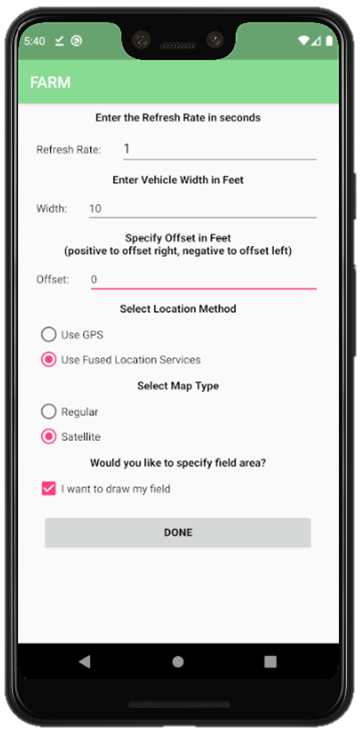 5:40
FARM
Enter the Refresh Rate in seconds
Refresh Rate: 1
Enter Vehicle Width in Feet
Width: 10
Specify Offset in Feet
(positive to offset right, negative to offset left)
Offset: 0
Select Location Method
Use GPS
Use Fused Location Services
Select Map Type
Regular
Satellite
Would you like to specify field area?
I want to draw my field
DONE